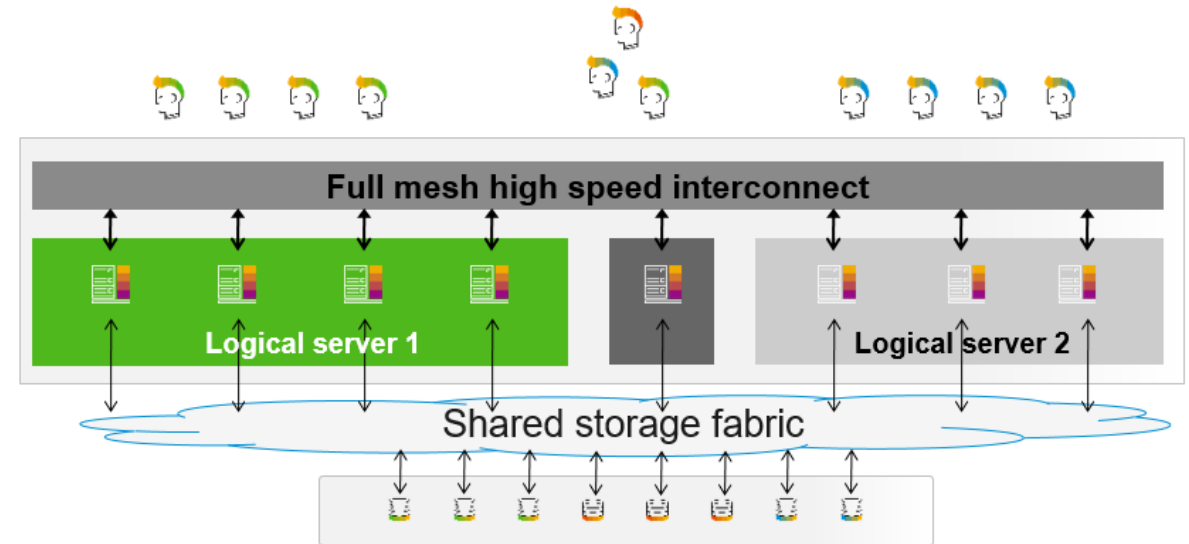 Full mesh high speed interconnect
Logical server 1
Logical server 2
Shared storage fabric